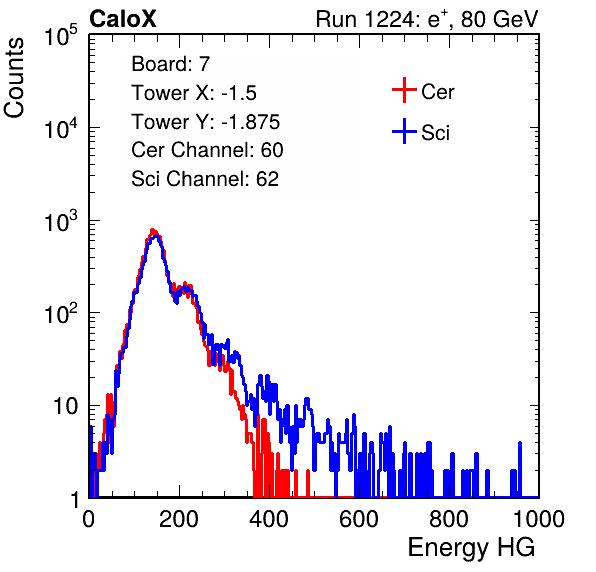 CaloX Run 1224: e⁺, 80 GeV
Counts
Board: 7
Tower X: -1.5
Tower Y: -1.875
Cer Channel: 60
Sci Channel: 62
Cer
Sci
10⁵
10⁴
10³
10²
10
1
0 200 400 600 800 1000
Energy HG